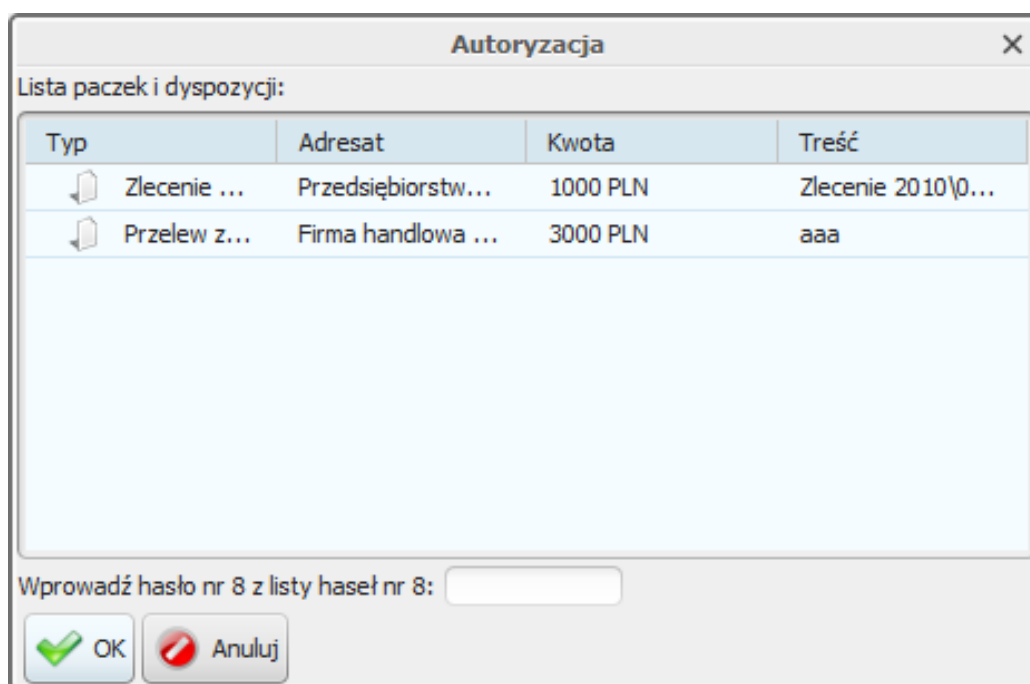 Autoryzacja
Lista paczek i dyspozycji:
Typ Adresat Kwota Treść
Zlecenie ... Przedsiębiorstw... 1000 PLN Zlecenie 2010\0...
Przelew z... Firma handlowa ... 3000 PLN aaa
Wprowadź hasło nr 8 z listy haseł nr 8:
OK Anuluj